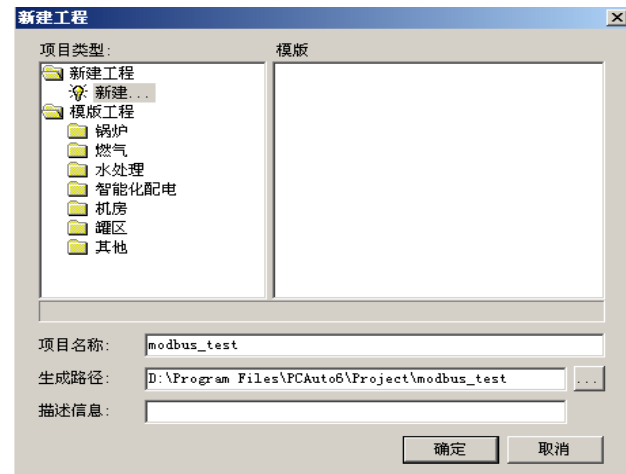 新建工程
项目类型:
模版
新建工程
新建...
模版工程
锅炉
燃气
水处理
智能化配电
机房
罐区
其他
项目名称:
modbus_test
生成路径:
D:\Program Files\PCAuto6\Project\modbus_test
...
描述信息:
确定
取消